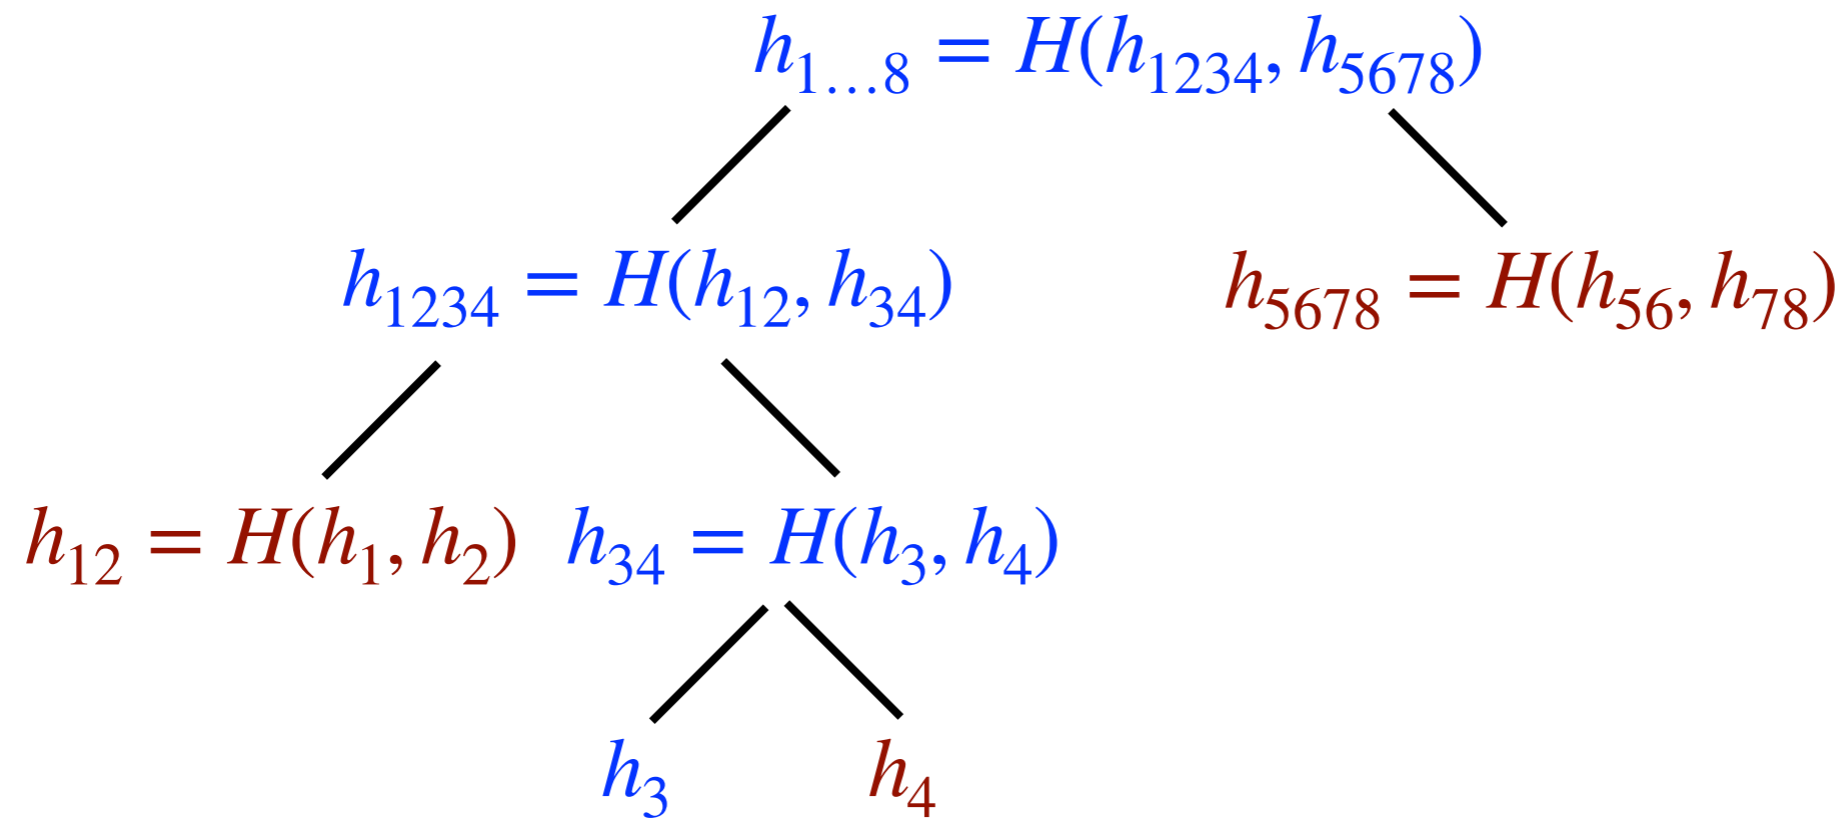 h₁…₈ = H(h₁₂₃₄, h₅₆₇₈)
h₁₂₃₄ = H(h₁₂, h₃₄) h₅₆₇₈ = H(h₅₆, h₇₈)
h₁₂ = H(h₁, h₂) h₃₄ = H(h₃, h₄)
h₃ h₄